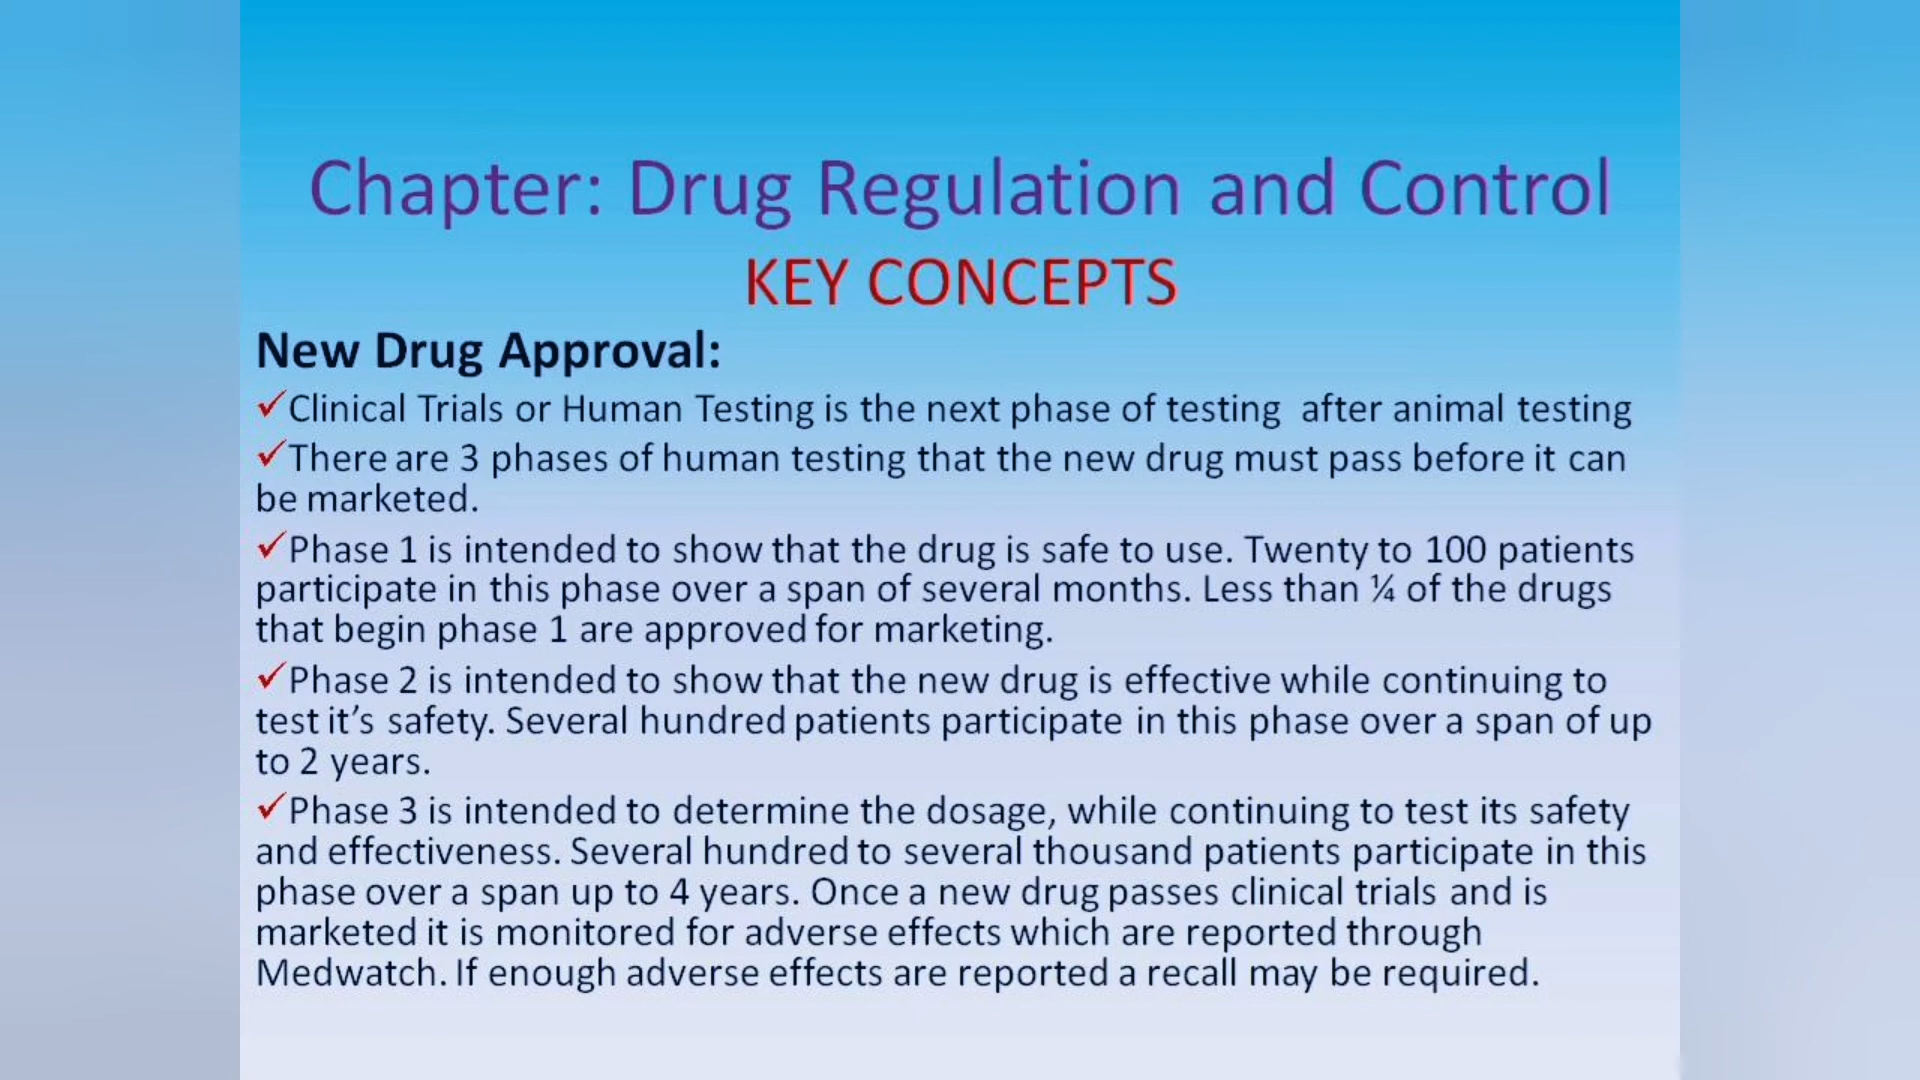 Chapter: Drug Regulation and Control
KEY CONCEPTS
New Drug Approval:
✓Clinical Trials or Human Testing is the next phase of testing after animal testing
✓There are 3 phases of human testing that the new drug must pass before it can
be marketed.
✓Phase 1 is intended to show that the drug is safe to use. Twenty to 100 patients
participate in this phase over a span of several months. Less than ¼ of the drugs
that begin phase 1 are approved for marketing.
✓Phase 2 is intended to show that the new drug is effective while continuing to
test it’s safety. Several hundred patients participate in this phase over a span of up
to 2 years.
✓Phase 3 is intended to determine the dosage, while continuing to test its safety
and effectiveness. Several hundred to several thousand patients participate in this
phase over a span up to 4 years. Once a new drug passes clinical trials and is
marketed it is monitored for adverse effects which are reported through
Medwatch. If enough adverse effects are reported a recall may be required.